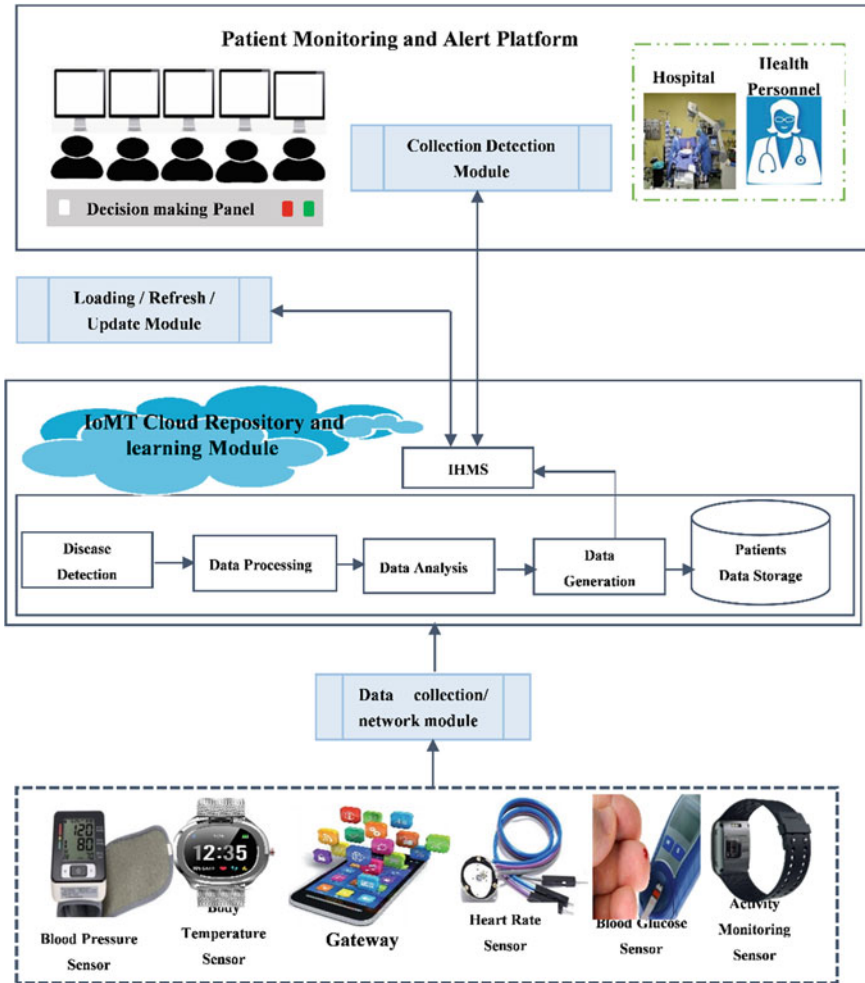 Patient Monitoring and Alert Platform
Hospital
Health
Personnel
Collection Detection
Module
Decision making Panel
Loading / Refresh /
Update Module
IoMT Cloud Repository and
learning Module
IHMS
Disease
Detection
Data Processing
Data Analysis
Data
Generation
Patients
Data Storage
Data collection/
network module
120
80
12:35
Blood Pressure
Sensor
Body
Temperature
Sensor
Gateway
Heart Rate
Sensor
Blood Glucose
Sensor
Activity
Monitoring
Sensor